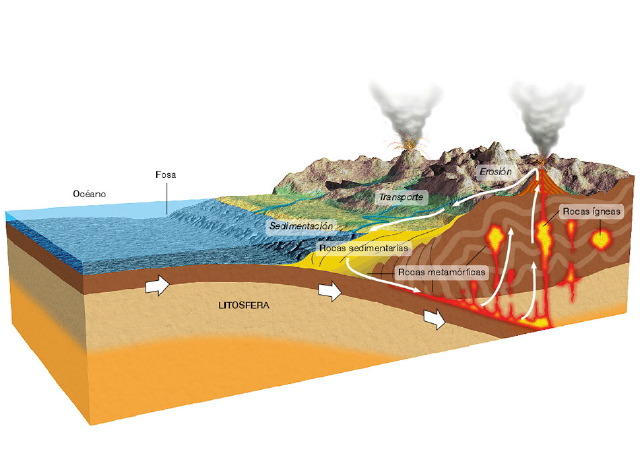 Fosa
Océano
Erosión
Transporte
Rocas ígneas
Sedimentación
Rocas sedimentarias
Rocas metamórficas
LITOSFERA